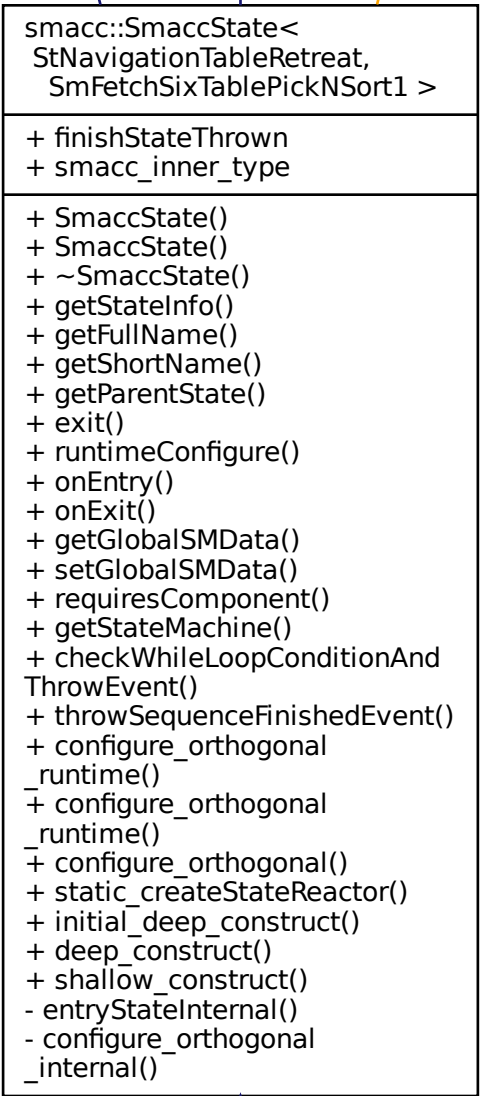 smacc::SmaccState<
StNavigationTableRetreat,
SmFetchSixTablePickNSort1 >
+ finishStateThrown
+ smacc_inner_type
+ SmaccState()
+ SmaccState()
+ ~SmaccState()
+ getStateInfo()
+ getFullName()
+ getShortName()
+ getParentState()
+ exit()
+ runtimeConfigure()
+ onEntry()
+ onExit()
+ getGlobalSMData()
+ setGlobalSMData()
+ requiresComponent()
+ getStateMachine()
+ checkWhileLoopConditionAnd
ThrowEvent()
+ throwSequenceFinishedEvent()
+ configure_orthogonal
_runtime()
+ configure_orthogonal
_runtime()
+ configure_orthogonal()
+ static_createStateReactor()
+ initial_deep_construct()
+ deep_construct()
+ shallow_construct()
- entryStateInternal()
- configure_orthogonal
_internal()